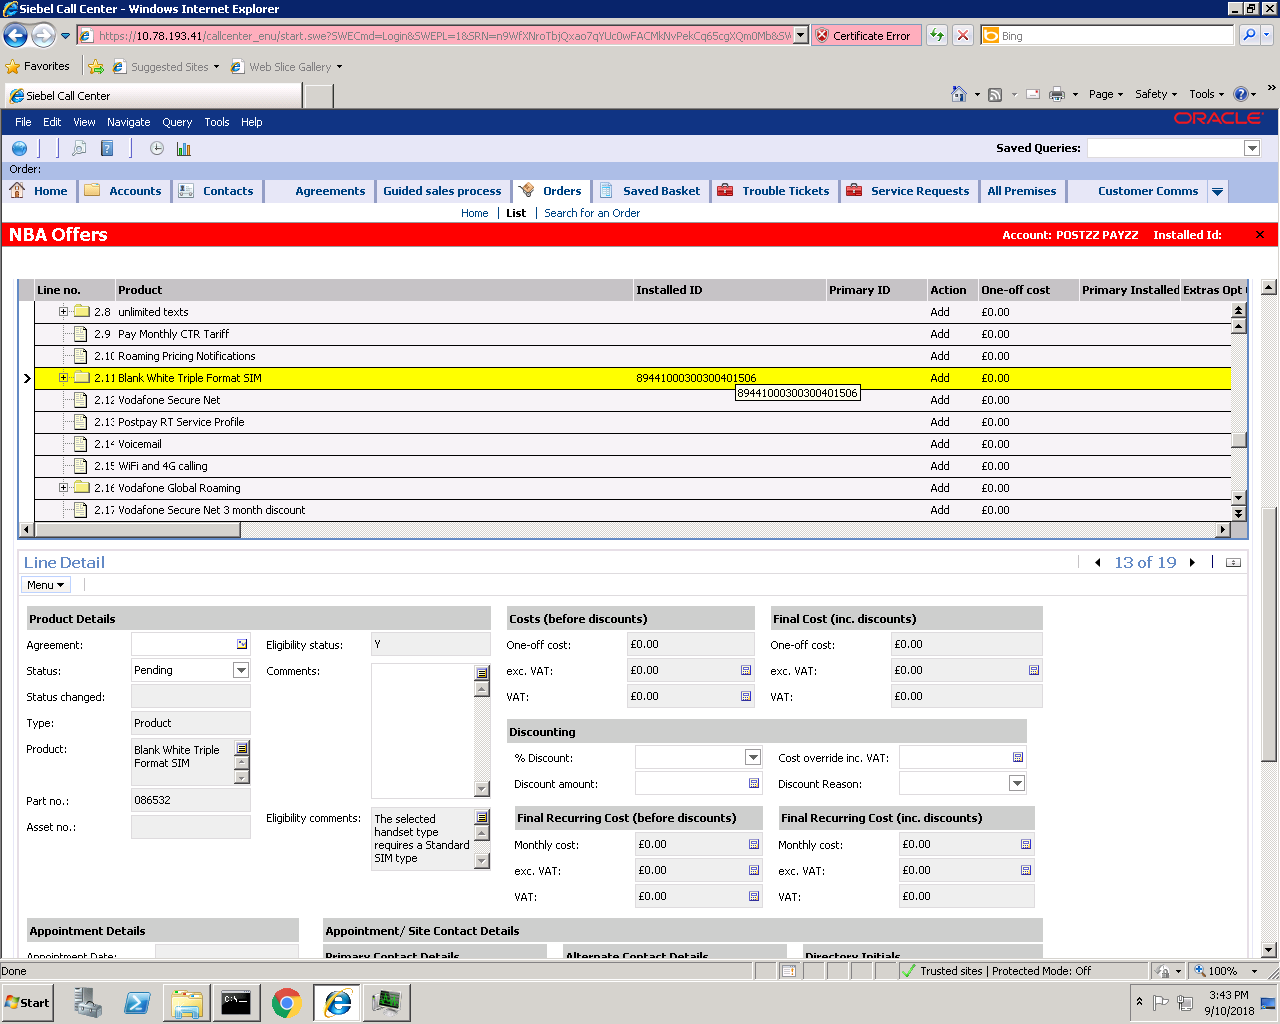 Siebel Call Center - Windows Internet Explorer
https://10.78.193.41/callcenter_enu/start.swe?SWECmd=Login&SWEPL=1&SRN=
Certificate Error
Bing
Favorites
Suggested Sites
Web Slice Gallery
Siebel Call Center
Page
Safety
Tools
File Edit View Navigate Query Tools Help
ORACLE
Saved Queries:
Order:
Home Accounts Contacts Agreements Guided sales process Orders Saved Basket Trouble Tickets Service Requests All Premises Customer Comms
Home | List | Search for an Order
NBA Offers
Account: POSTZZ PAYZZ Installed Id:
Line no. Product Installed ID Primary ID Action One-off cost Primary Installed Extras Opt
2.8 unlimited texts Add £0.00
2.9 Pay Monthly CTR Tariff Add £0.00
2.10 Roaming Pricing Notifications Add £0.00
2.11 Blank White Triple Format SIM 89441000300300401506 Add £0.00
89441000300300401506
2.12 Vodafone Secure Net Add £0.00
2.13 Postpay RT Service Profile Add £0.00
2.14 Voicemail Add £0.00
2.15 WiFi and 4G calling Add £0.00
2.16 Vodafone Global Roaming Add £0.00
2.17 Vodafone Secure Net 3 month discount Add £0.00
Line Detail
13 of 19
Menu
Product Details
Agreement:
Status: Pending
Status changed:
Type: Product
Product: Blank White Triple
Format SIM
Part no.: 086532
Asset no.:
Eligibility status: Y
Comments:
Eligibility comments: The selected
handset type
requires a Standard
SIM type
Costs (before discounts)
One-off cost: £0.00
exc. VAT: £0.00
VAT: £0.00
Final Cost (inc. discounts)
One-off cost: £0.00
exc. VAT: £0.00
VAT: £0.00
Discounting
% Discount:
Discount amount:
Cost override inc. VAT:
Discount Reason:
Final Recurring Cost (before discounts)
Monthly cost: £0.00
exc. VAT: £0.00
VAT: £0.00
Final Recurring Cost (inc. discounts)
Monthly cost: £0.00
exc. VAT: £0.00
VAT: £0.00
Appointment Details
Appointment Date:
Appointment/ Site Contact Details
Primary Contact Details
Alternate Contact Details
Directory Initials
Done
Trusted sites | Protected Mode: Off
100%
Start
3:43 PM
9/10/2018